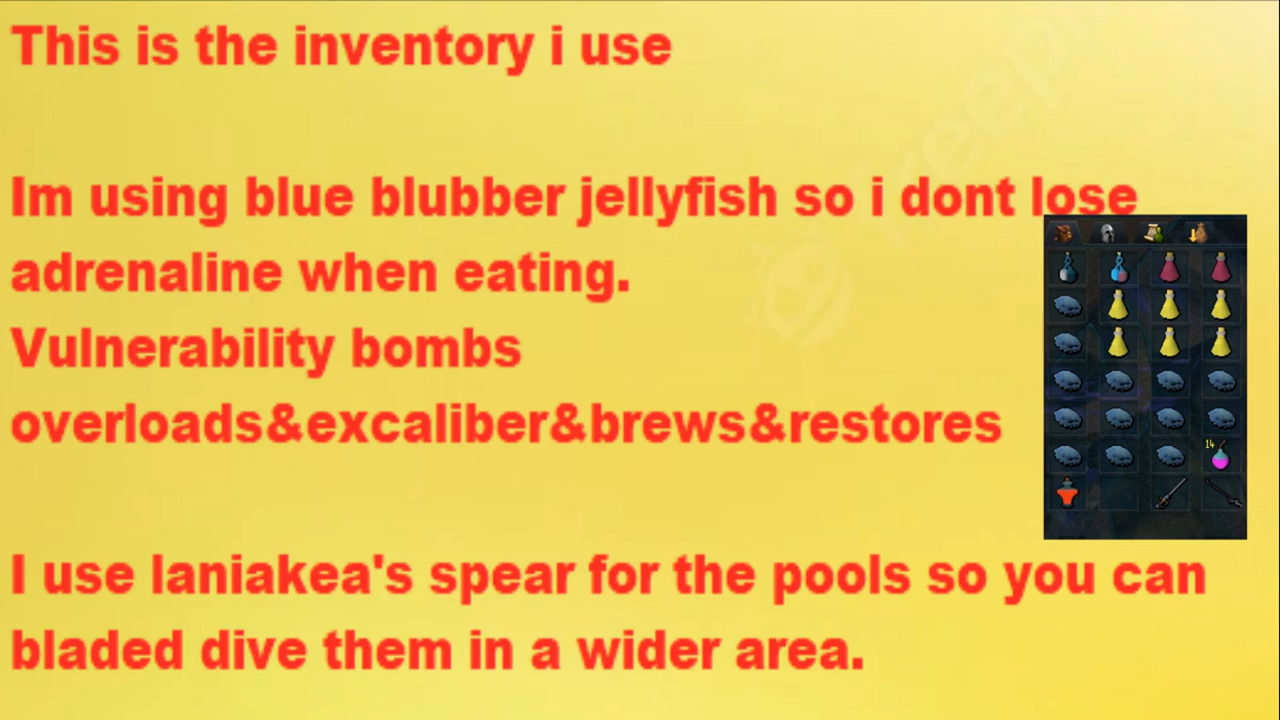 This is the inventory i use
Im using blue blubber jellyfish so i dont lose
adrenaline when eating.
Vulnerability bombs
overloads&excaliber&brews&restores
14
I use laniakea's spear for the pools so you can
bladed dive them in a wider area.